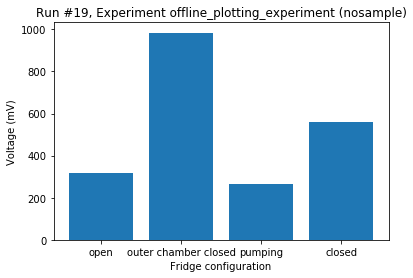 Run #19, Experiment offline_plotting_experiment (nosample)
1000
800
600
400
200
0
Voltage (mV)
open outer chamber closed pumping closed
Fridge configuration